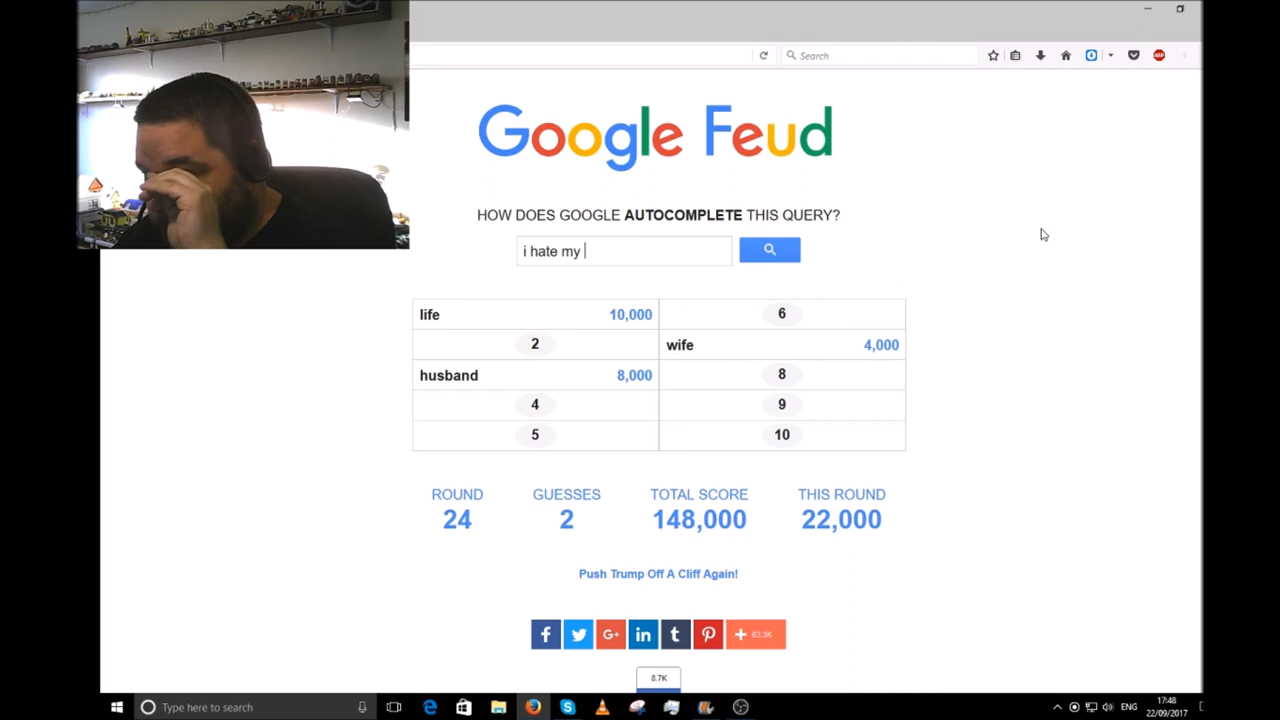 Search
Google Feud
HOW DOES GOOGLE AUTOCOMPLETE THIS QUERY?
i hate my
life 10,000 6
2 wife 4,000
husband 8,000 8
4 9
5 10
ROUND GUESSES TOTAL SCORE THIS ROUND
24 2 148,000 22,000
Push Trump Off A Cliff Again!
63.3K
8.7K
Type here to search
ENG
17:48
22/09/2017